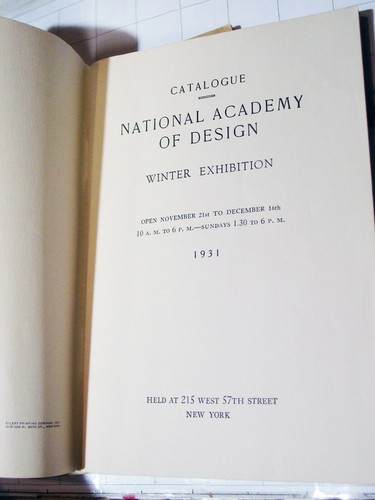 CATALOGUE
NATIONAL ACADEMY
OF DESIGN
WINTER EXHIBITION
OPEN NOVEMBER 21st TO DECEMBER 16th
10 A. M. TO 6 P. M.—SUNDAYS 1.30 TO 6 P. M.
1931
HELD AT 215 WEST 57TH STREET
NEW YORK